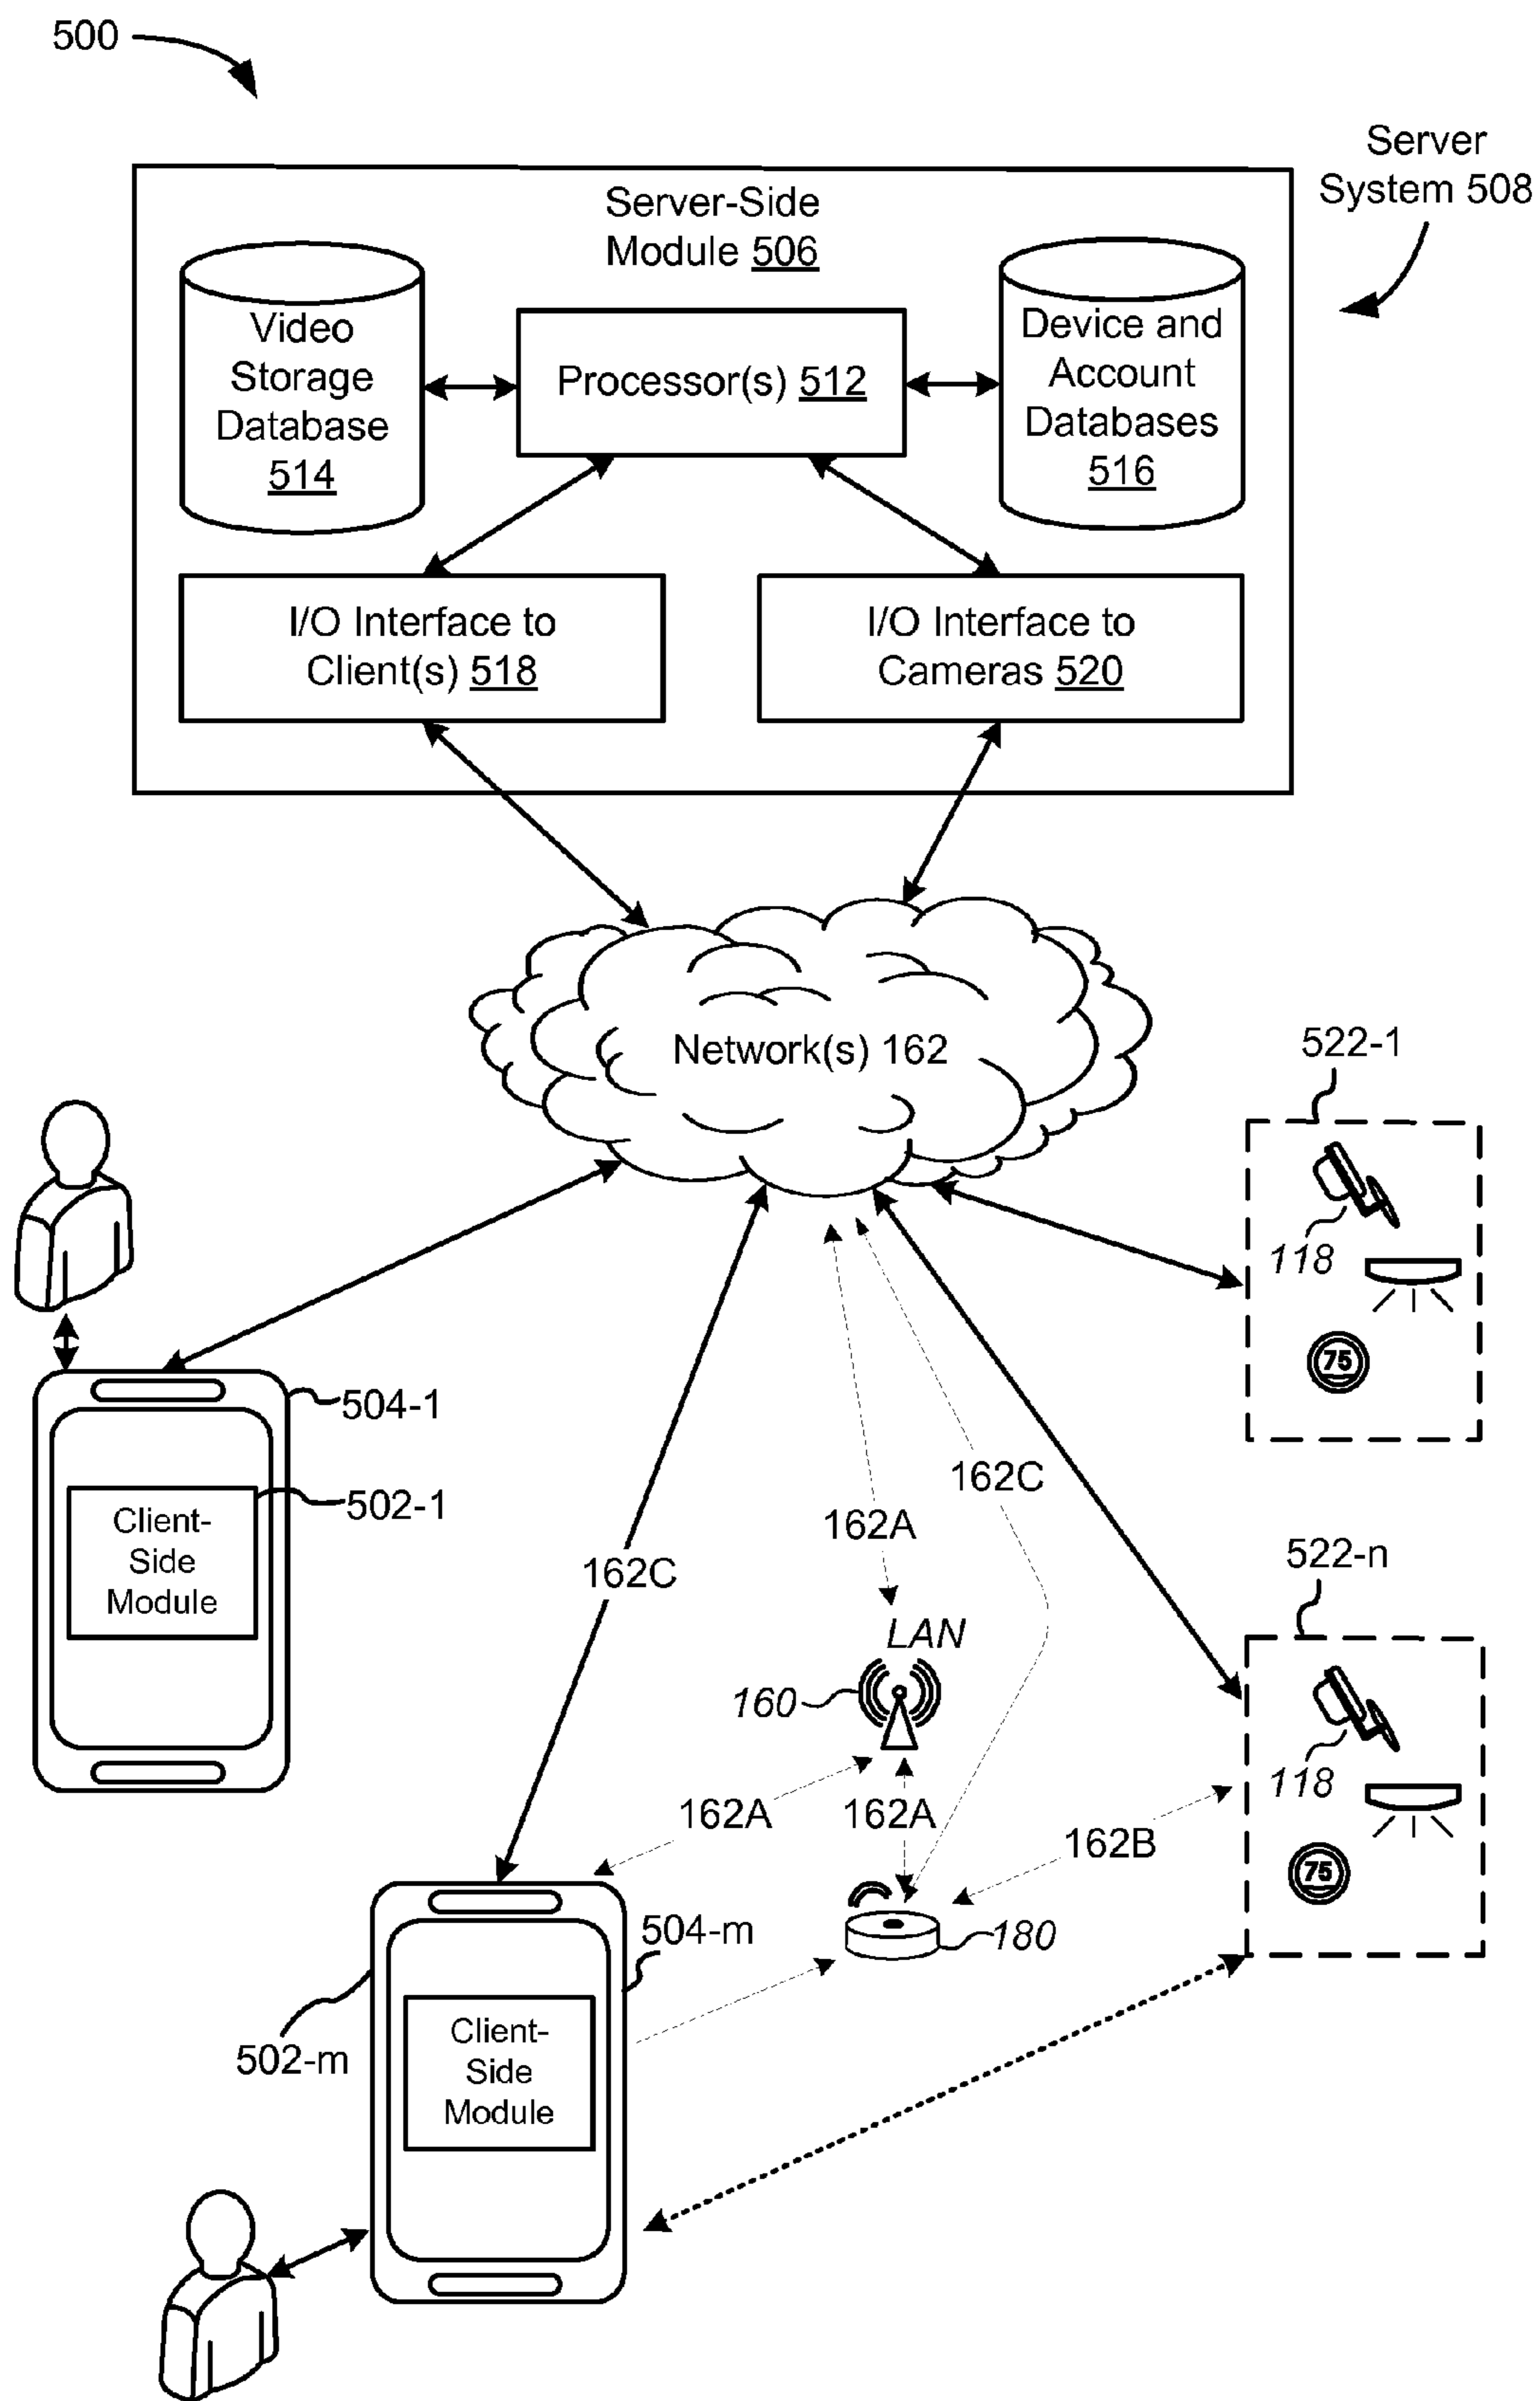 500
Server
System 508
Server-Side
Module 506
Video
Storage
Database
514
Processor(s) 512
Device and
Account
Databases
516
I/O Interface to
Client(s) 518
I/O Interface to
Cameras 520
Network(s) 162
522-1
118
75
504-1
502-1
Client-
Side
Module
162C
162A
162C
LAN
160
162A
162A
162B
522-n
118
75
180
504-m
502-m
Client-
Side
Module